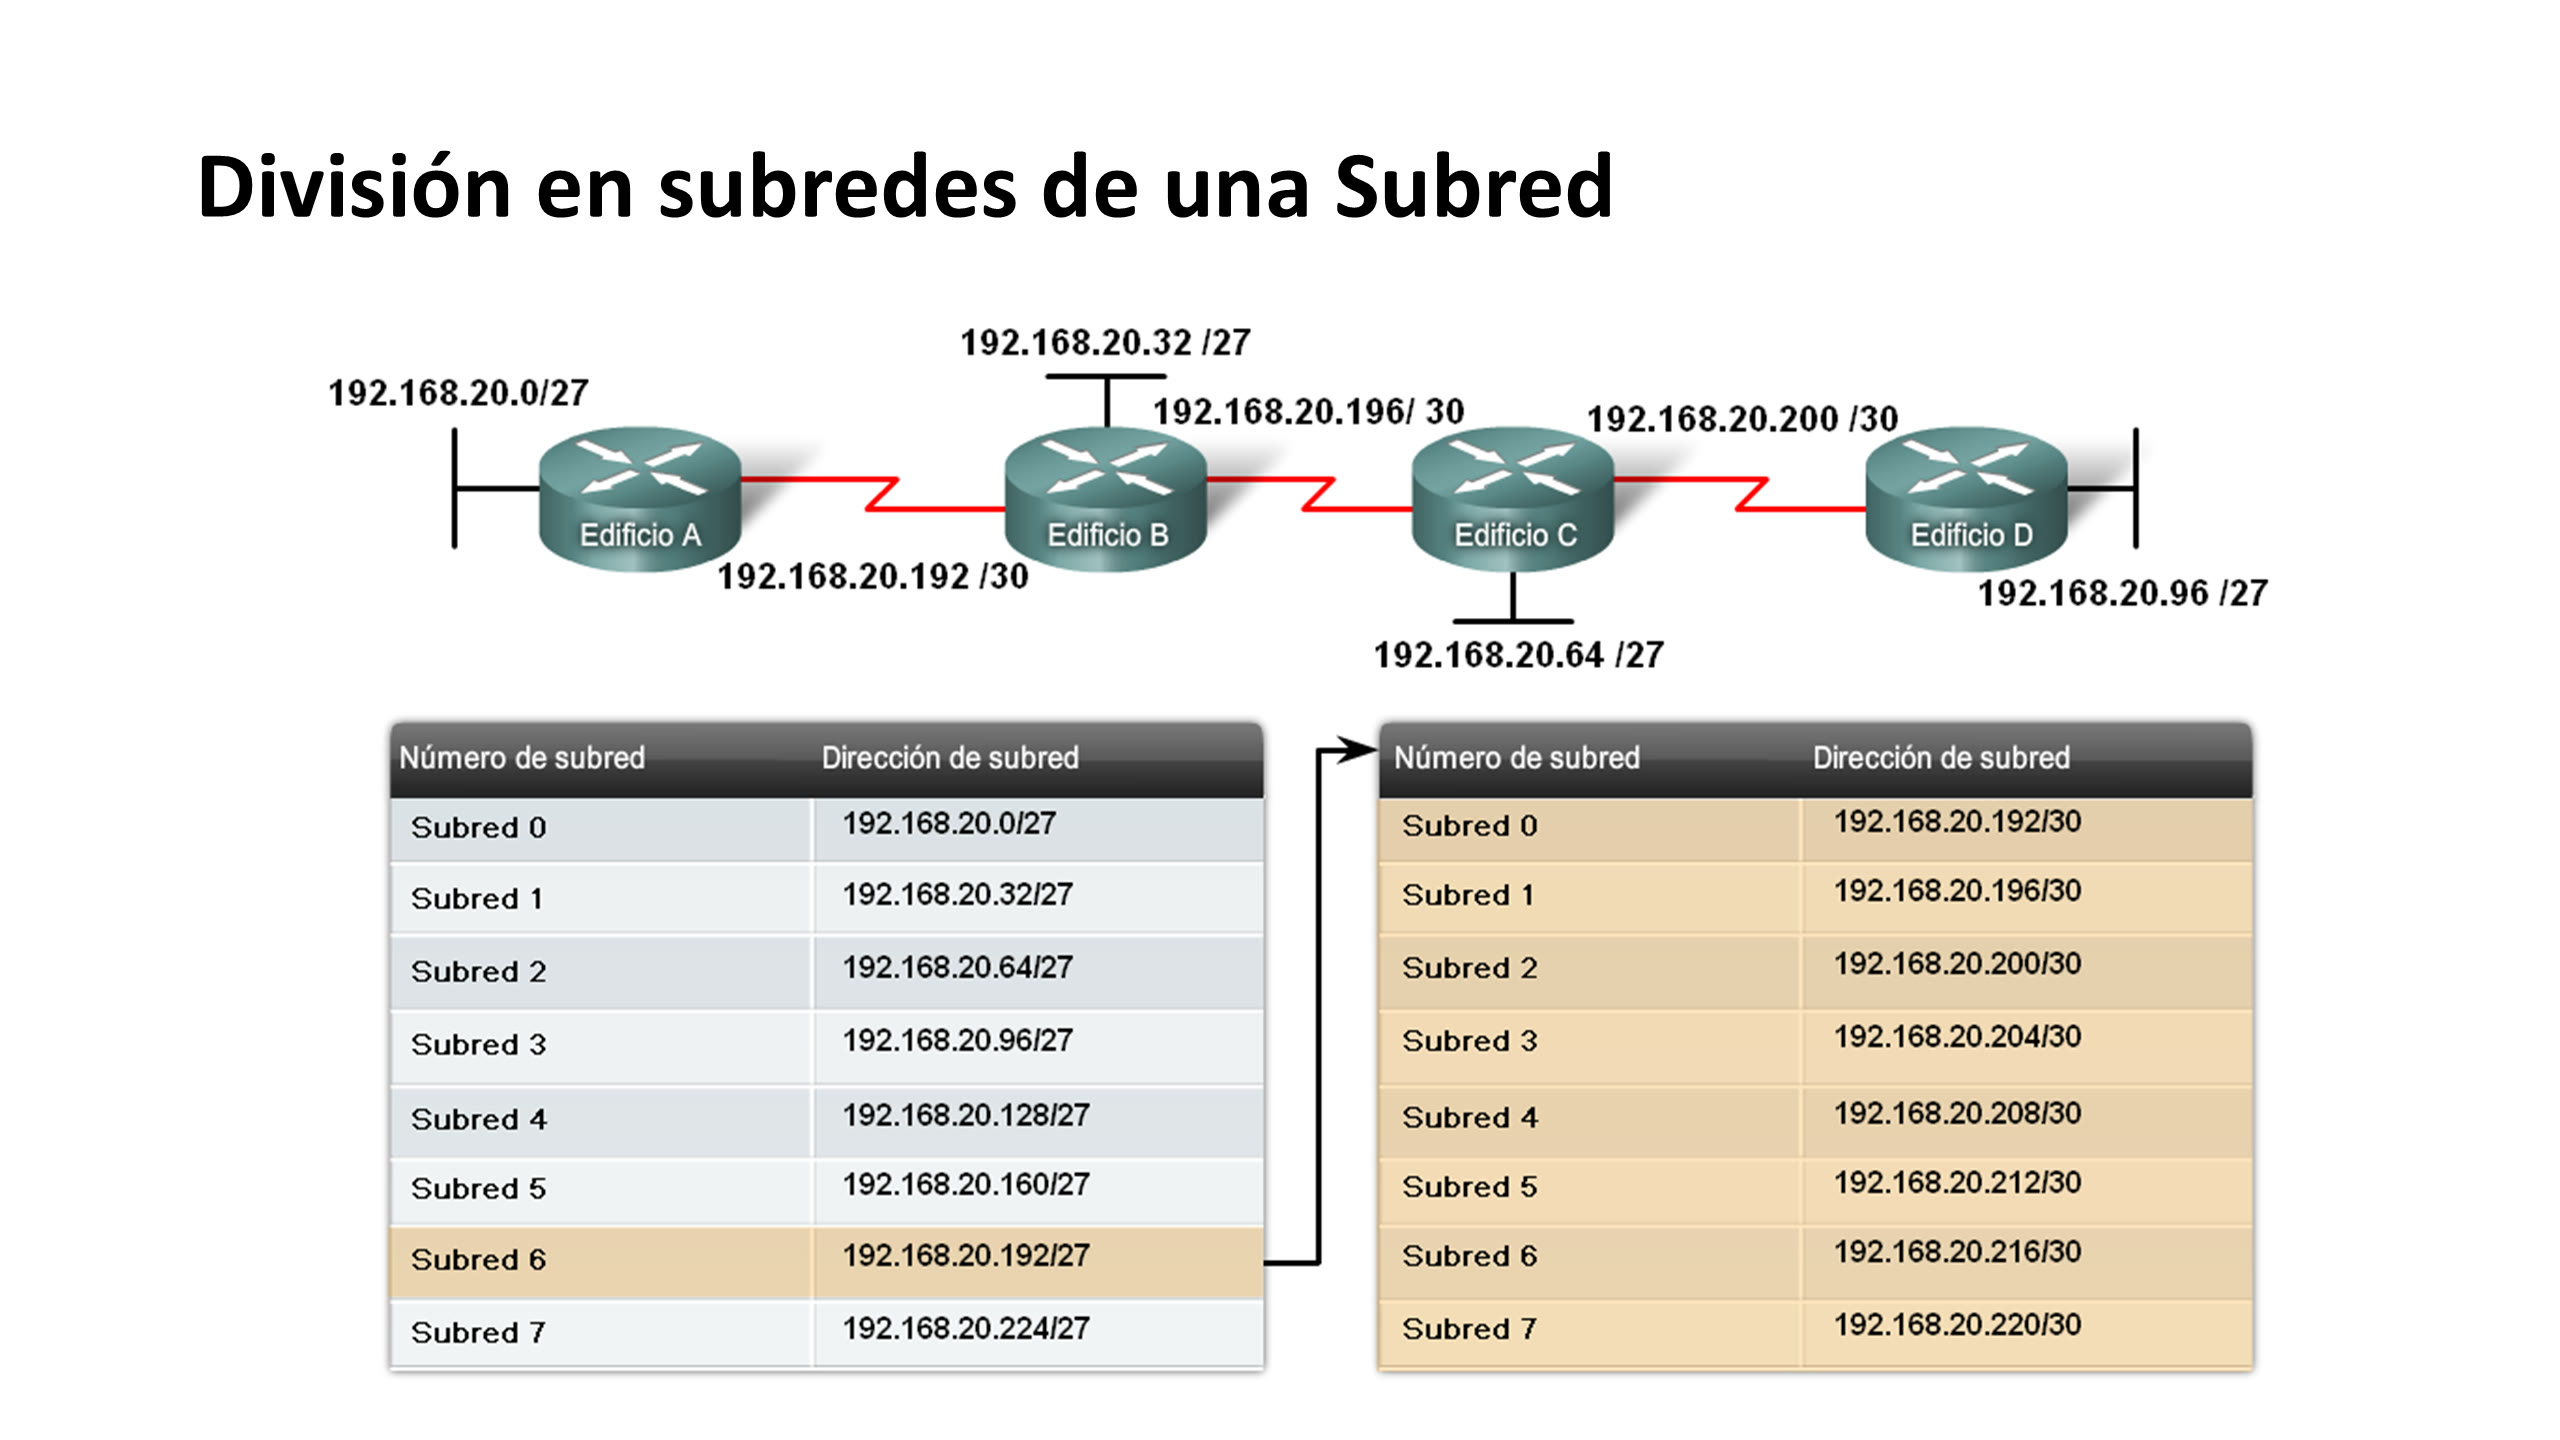 División en subredes de una Subred
192.168.20.32 /27
192.168.20.0/27
192.168.20.196/ 30
192.168.20.200 /30
Edificio A
Edificio B
Edificio C
Edificio D
192.168.20.192 /30
192.168.20.96 /27
192.168.20.64 /27
Número de subred Dirección de subred
Subred 0 192.168.20.0/27
Subred 1 192.168.20.32/27
Subred 2 192.168.20.64/27
Subred 3 192.168.20.96/27
Subred 4 192.168.20.128/27
Subred 5 192.168.20.160/27
Subred 6 192.168.20.192/27
Subred 7 192.168.20.224/27
Número de subred Dirección de subred
Subred 0 192.168.20.192/30
Subred 1 192.168.20.196/30
Subred 2 192.168.20.200/30
Subred 3 192.168.20.204/30
Subred 4 192.168.20.208/30
Subred 5 192.168.20.212/30
Subred 6 192.168.20.216/30
Subred 7 192.168.20.220/30